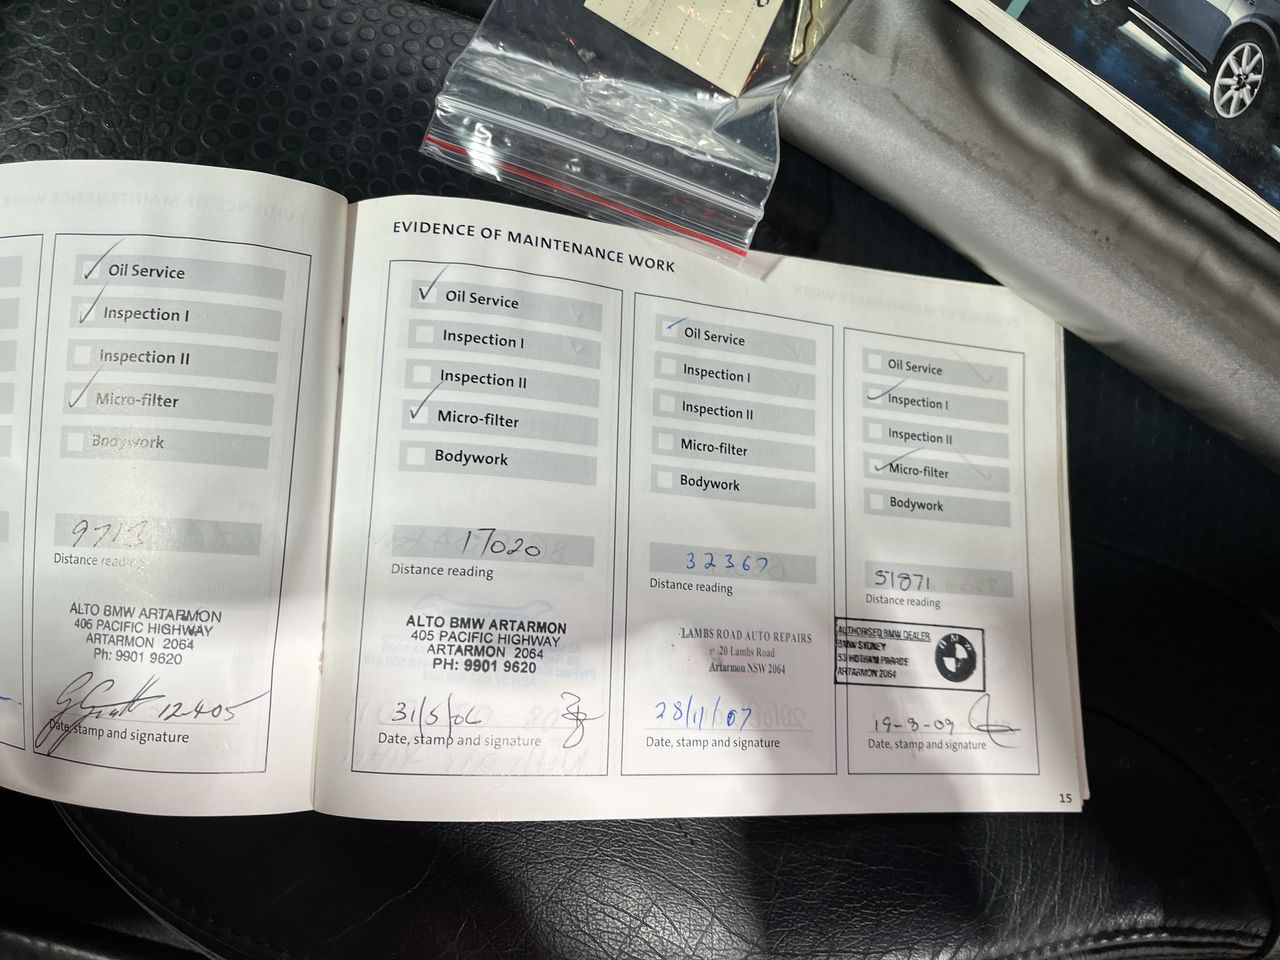 Oil Service
Inspection I
Inspection II
Micro-filter
Bodywork
9713
Distance reading
ALTO BMW ARTARMON
406 PACIFIC HIGHWAY
ARTARMON 2064
Ph: 9901 9620
12-4-05
Date, stamp and signature
EVIDENCE OF MAINTENANCE WORK
Oil Service
Inspection I
Inspection II
Micro-filter
Bodywork
17020
Distance reading
ALTO BMW ARTARMON
405 PACIFIC HIGHWAY
ARTARMON 2064
PH: 9901 9620
31/5/06
Date, stamp and signature
Oil Service
Inspection I
Inspection II
Micro-filter
Bodywork
32367
Distance reading
LAMBS ROAD AUTO REPAIRS
20 Lambs Road
Artarmon NSW 2064
28/11/07
Date, stamp and signature
Oil Service
Inspection I
Inspection II
Micro-filter
Bodywork
51871
Distance reading
AUTHORISED BMW DEALER
BMW SYDNEY
53 HOTHAM PARADE
ARTARMON 2064
19-8-09
Date, stamp and signature
15